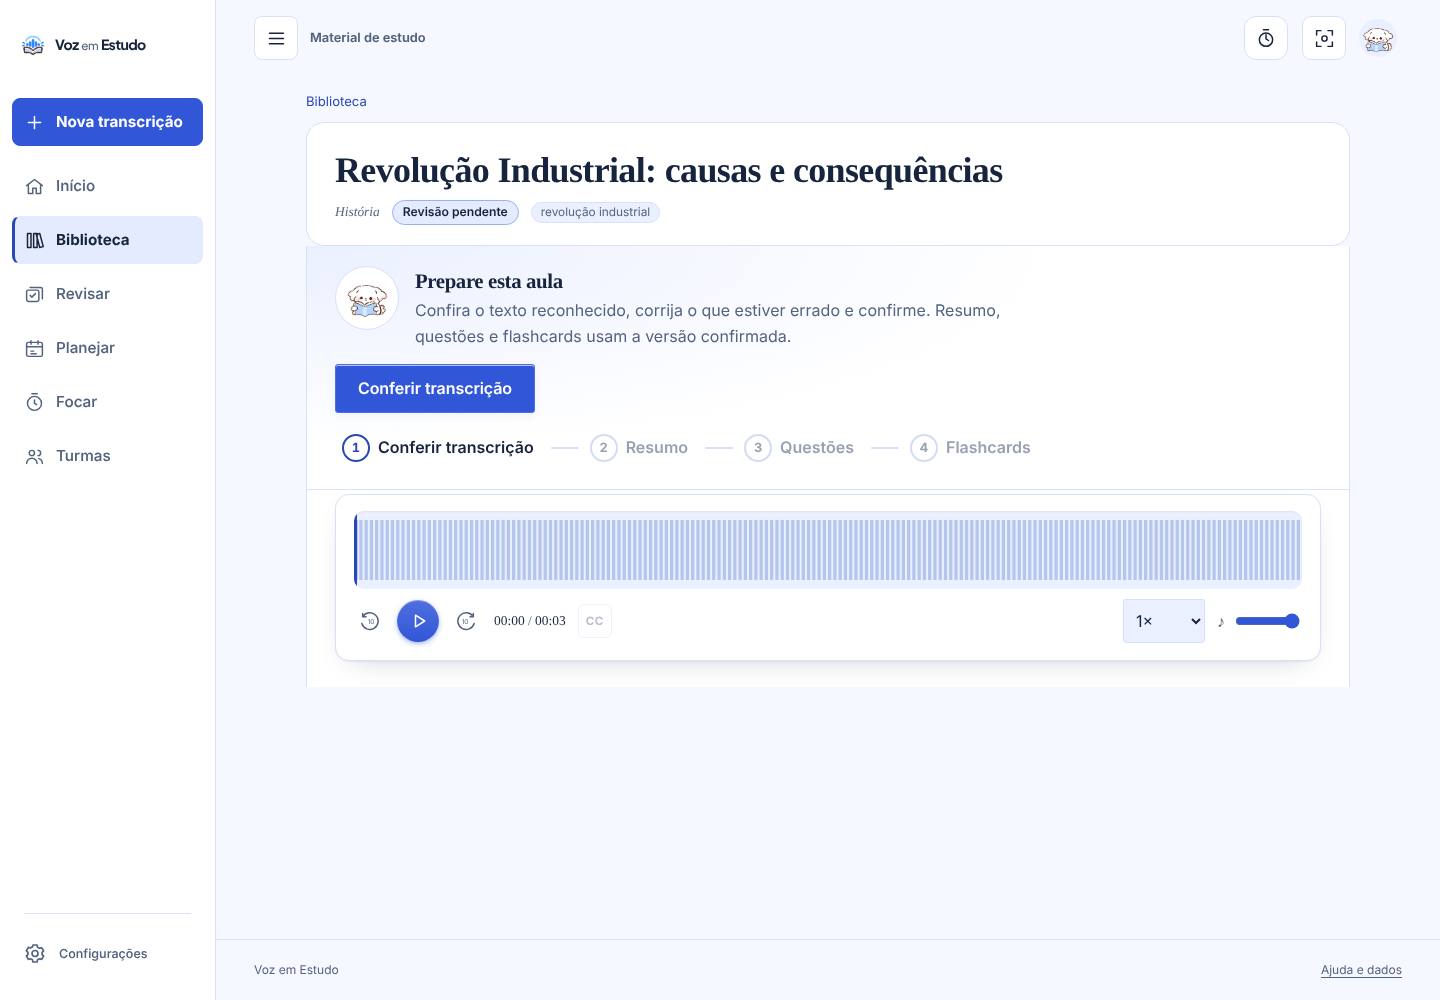 Voz em Estudo
Material de estudo
Nova transcrição
Início
Biblioteca
Revisar
Planejar
Focar
Turmas
Configurações
Biblioteca
Revolução Industrial: causas e consequências
História Revisão pendente revolução industrial
Prepare esta aula
Confira o texto reconhecido, corrija o que estiver errado e confirme. Resumo,
questões e flashcards usam a versão confirmada.
Conferir transcrição
1 Conferir transcrição 2 Resumo 3 Questões 4 Flashcards
10 10 00:00 / 00:03 CC 1×
Voz em Estudo Ajuda e dados